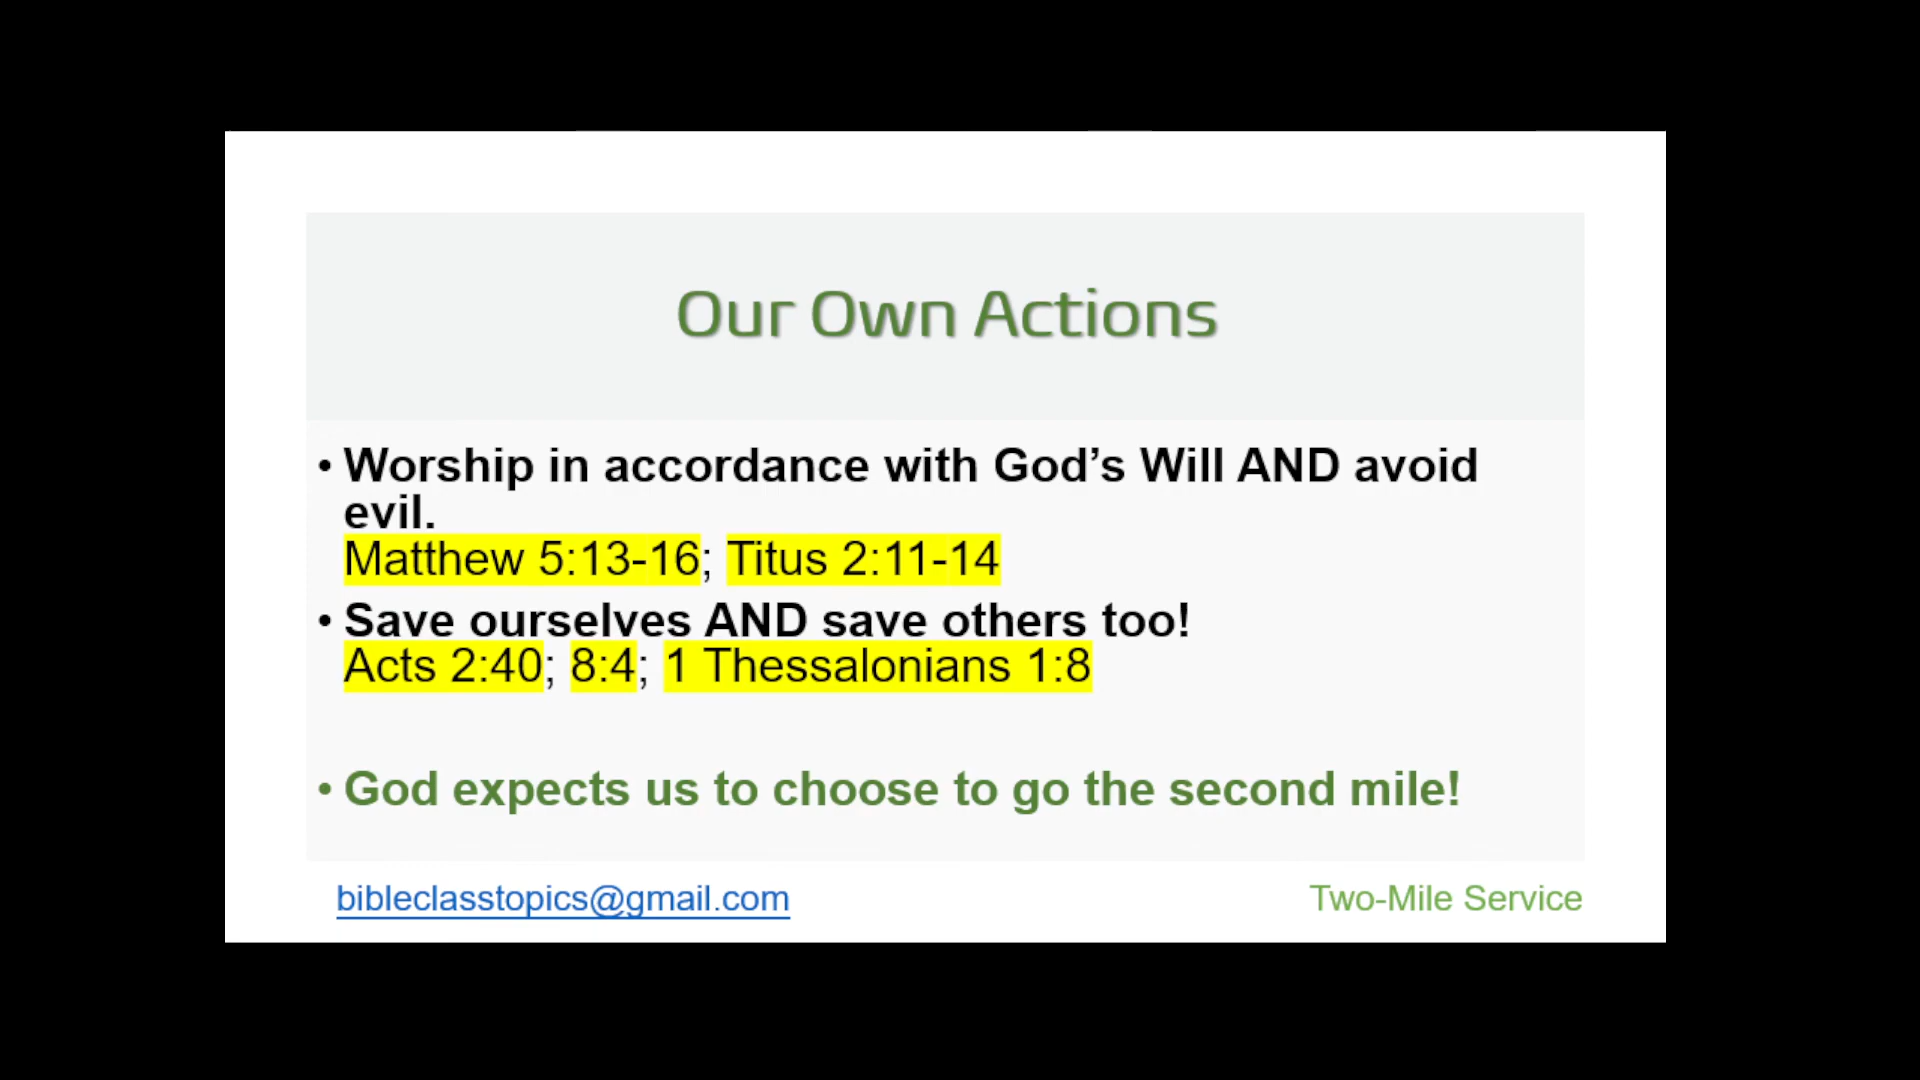 Our Own Actions
• Worship in accordance with God’s Will AND avoid
evil.
Matthew 5:13-16; Titus 2:11-14
• Save ourselves AND save others too!
Acts 2:40; 8:4; 1 Thessalonians 1:8
• God expects us to choose to go the second mile!
bibleclasstopics@gmail.com
Two-Mile Service